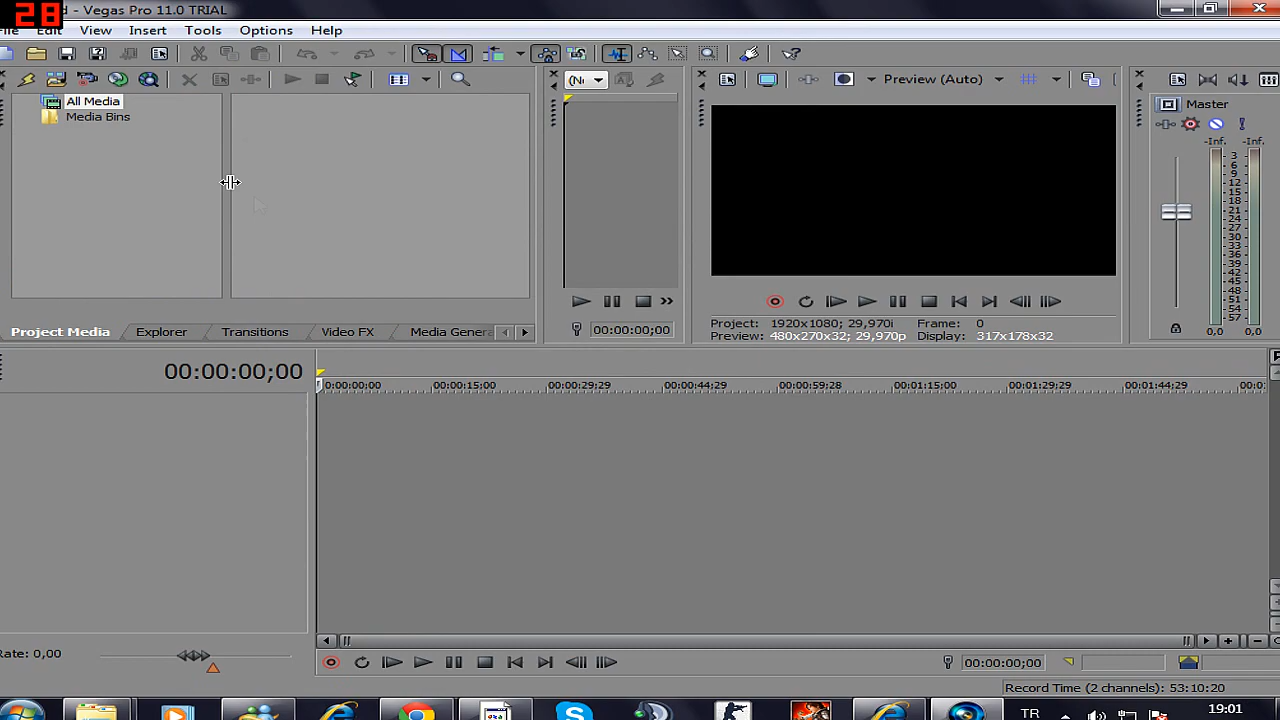 28
d - Vegas Pro 11.0 TRIAL
File Edit View Insert Tools Options Help
Preview (Auto)
All Media
Media Bins
Master
-Inf. -Inf.
3
6
9
12
15
18
21
24
27
30
33
36
39
42
45
48
51
54
57
0,0 0,0
Project Media Explorer Transitions Video FX Media Genera
00:00:00;00
Project: 1920x1080; 29,970i Frame: 0
Preview: 480x270x32; 29,970p Display: 317x178x32
00:00:00;00
0:00:00:00 00:00:15;00 00:00:29;29 00:00:44;29 00:00:59;28 00:01:15;00 00:01:29;29 00:01:44;29 00:0
Rate: 0,00
00:00:00;00
Record Time (2 channels): 53:10:20
TR 19:01